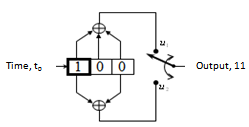 u₁
Time, t₀ 1 0 0 Output, 11
u₂